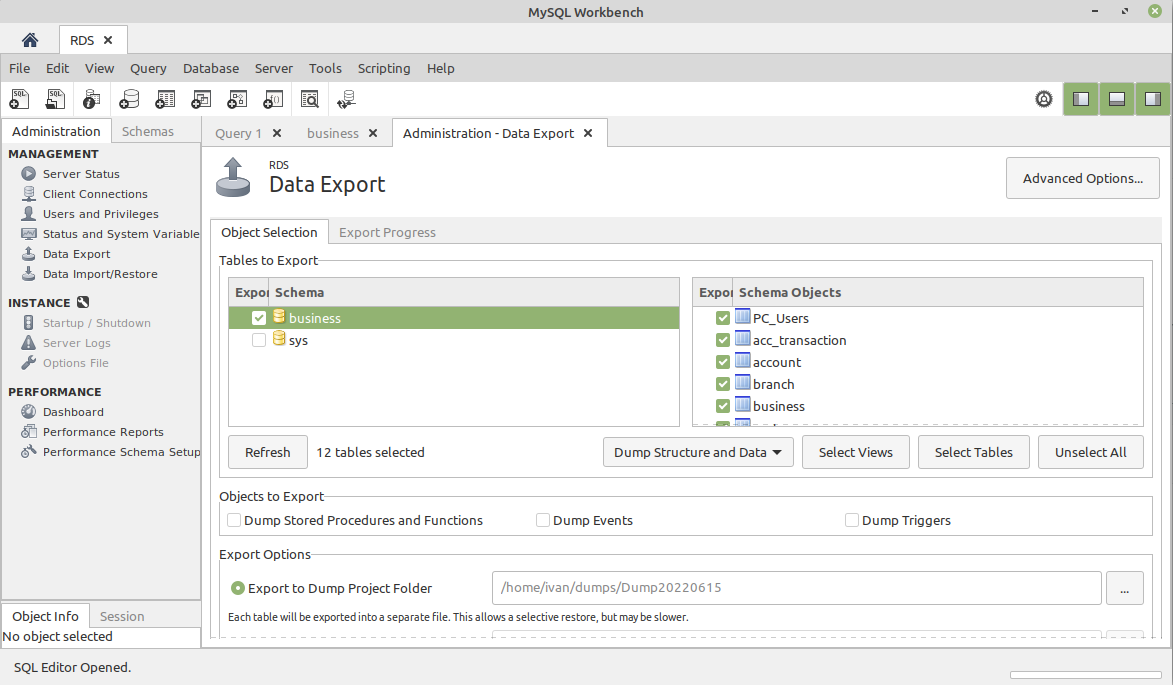 MySQL Workbench
RDS
File Edit View Query Database Server Tools Scripting Help
SQL SQL
Administration Schemas
MANAGEMENT
Server Status
Client Connections
Users and Privileges
Status and System Variable
Data Export
Data Import/Restore
INSTANCE
Startup / Shutdown
Server Logs
Options File
PERFORMANCE
Dashboard
Performance Reports
Performance Schema Setup
Object Info Session
No object selected
Query 1 business Administration - Data Export
RDS
Data Export
Advanced Options...
Object Selection Export Progress
Tables to Export
Expor Schema
business
sys
Expor Schema Objects
PC_Users
acc_transaction
account
branch
business
Refresh 12 tables selected Dump Structure and Data Select Views Select Tables Unselect All
Objects to Export
Dump Stored Procedures and Functions Dump Events Dump Triggers
Export Options
Export to Dump Project Folder /home/ivan/dumps/Dump20220615 ...
Each table will be exported into a separate file. This allows a selective restore, but may be slower.
SQL Editor Opened.